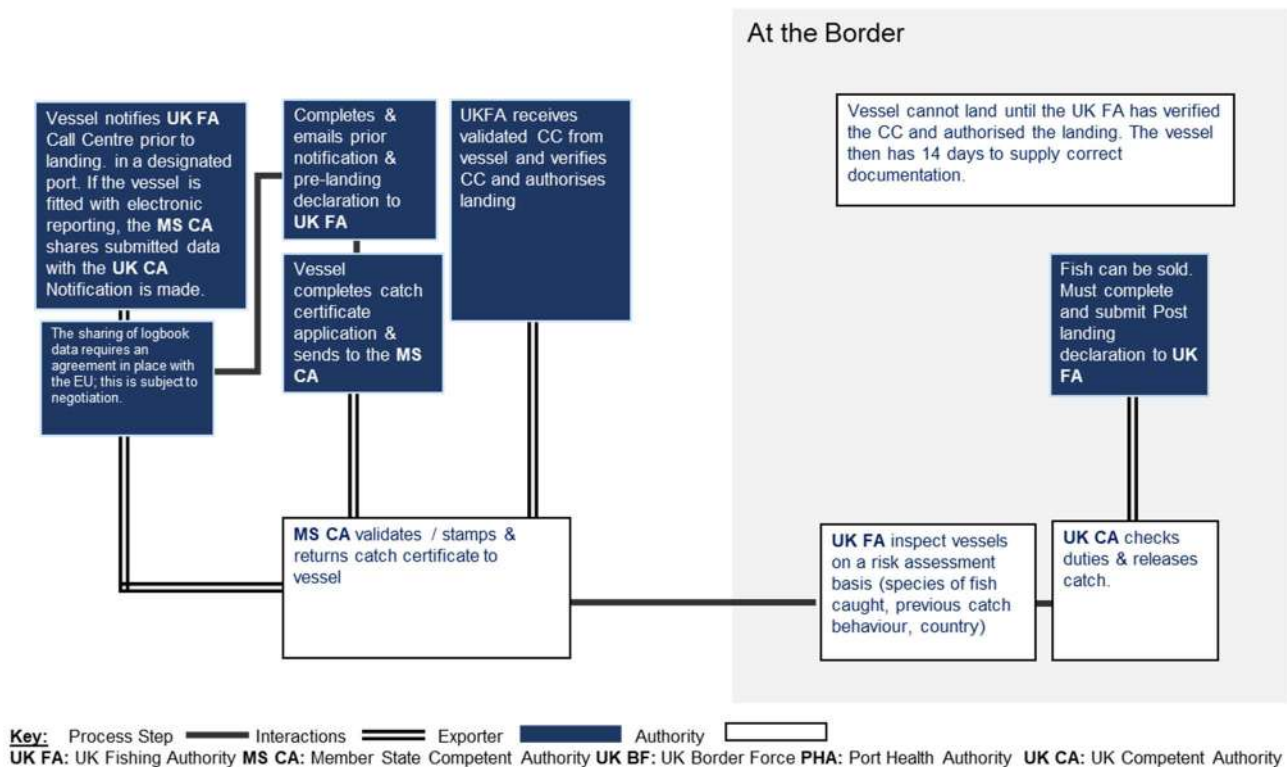 At the Border
Vessel notifies UK FA
Call Centre prior to
landing. in a designated
port. If the vessel is
fitted with electronic
reporting, the MS CA
shares submitted data
with the UK CA
Notification is made.
The sharing of logbook
data requires an
agreement in place with
the EU; this is subject to
negotiation.
Completes &
emails prior
notification &
pre-landing
declaration to
UK FA
Vessel
completes catch
certificate
application &
sends to the MS
CA
UKFA receives
validated CC from
vessel and verifies
CC and authorises
landing
Vessel cannot land until the UK FA has verified
the CC and authorised the landing. The vessel
then has 14 days to supply correct
documentation.
Fish can be sold.
Must complete
and submit Post
landing
declaration to UK
FA
MS CA validates / stamps &
returns catch certificate to
vessel
UK FA inspect vessels
on a risk assessment
basis (species of fish
caught, previous catch
behaviour, country)
UK CA checks
duties & releases
catch.
Key: Process Step Interactions Exporter Authority
UK FA: UK Fishing Authority MS CA: Member State Competent Authority UK BF: UK Border Force PHA: Port Health Authority UK CA: UK Competent Authority